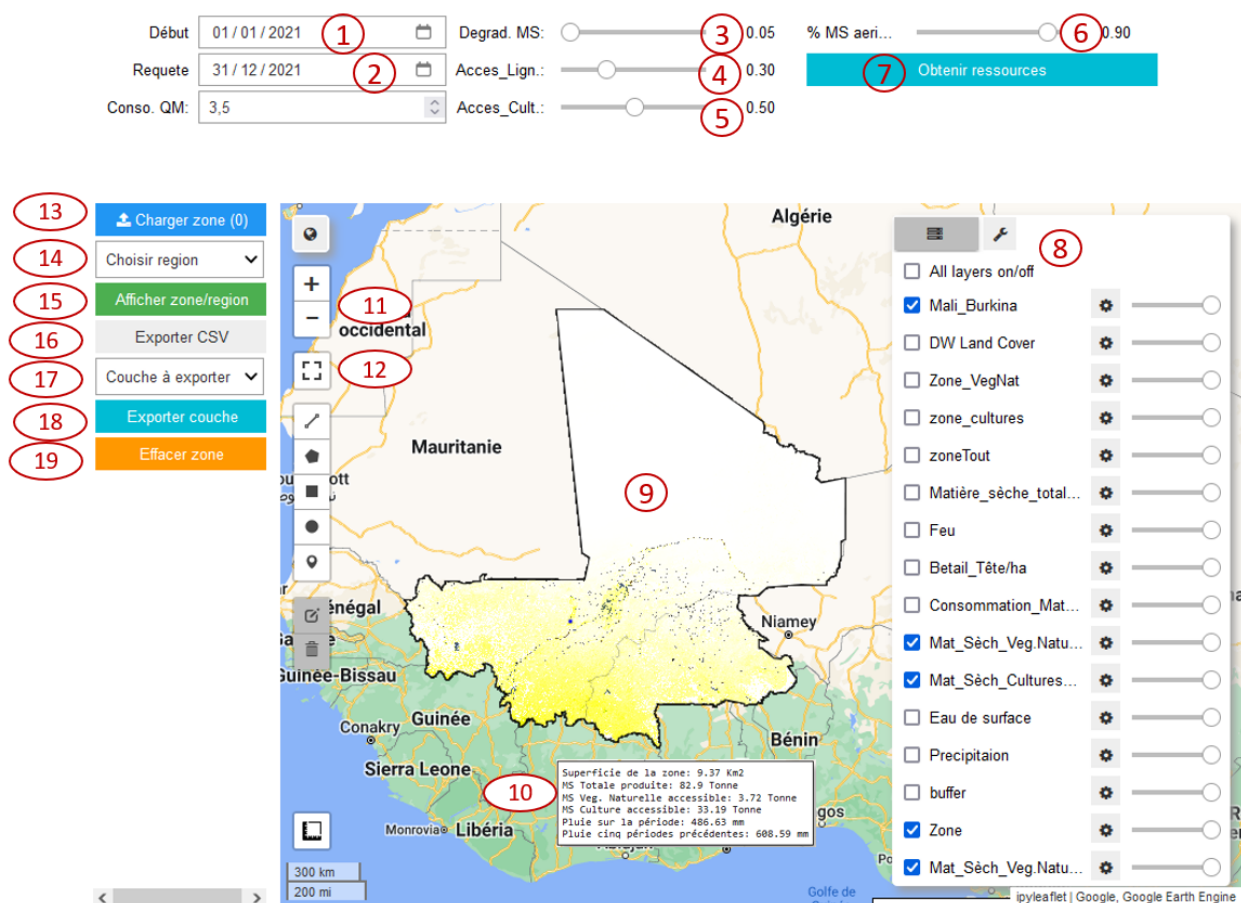 Début 01 / 01 / 2021 1 Degrad. MS: 3 0.05 % MS aeri... 6 0.90
Requete 31 / 12 / 2021 2 Acces_Lign.: 4 0.30 7 Obtenir ressources
Conso. QM: 3,5 Acces_Cult.: 5 0.50
13 Charger zone (0)
14 Choisir region
15 Afficher zone/region
16 Exporter CSV
17 Couche à exporter
18 Exporter couche
19 Effacer zone
+
−
11
12
occidental
Algérie
Mauritanie
9
Niamey
énégal
Guinée-Bissau
Guinée
Conakry
Sierra Leone
Bénin
Monrovia
Libéria
gos
Golfe de
10
Superficie de la zone: 9.37 Km2
MS Totale produite: 82.9 Tonne
MS Veg. Naturelle accessible: 3.72 Tonne
MS Culture accessible: 33.19 Tonne
Pluie sur la période: 486.63 mm
Pluie cinq périodes précédentes: 608.59 mm
8
All layers on/off
Mali_Burkina
DW Land Cover
Zone_VegNat
zone_cultures
zoneTout
Matière_sèche_total...
Feu
Betail_Tête/ha
Consommation_Mat...
Mat_Sèch_Veg.Natu...
Mat_Sèch_Cultures...
Eau de surface
Precipitaion
buffer
Zone
Mat_Sèch_Veg.Natu...
300 km
200 mi
ipyleaflet | Google, Google Earth Engine